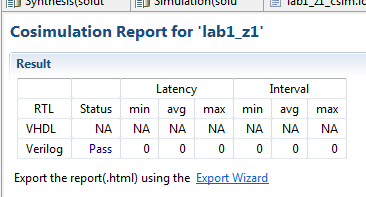 Synthesis(solut Simulation(solu lab1_z1_csim.lo
Cosimulation Report for 'lab1_z1'
Result
Latency Interval
RTL Status min avg max min avg max
VHDL NA NA NA NA NA NA NA
Verilog Pass 0 0 0 0 0 0
Export the report(.html) using the Export Wizard